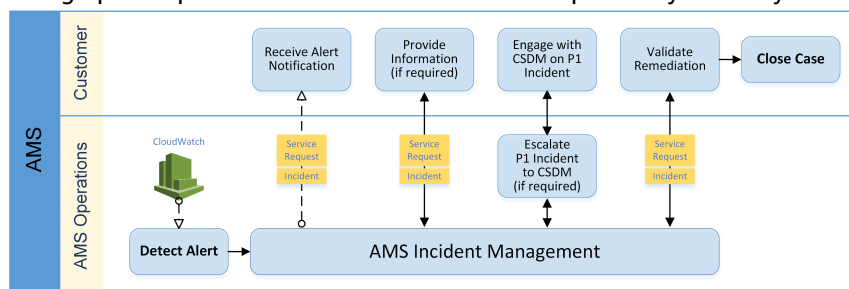 AMS
Customer
Receive Alert
Notification
Provide
Information
(if required)
Engage with
CSDM on P1
Incident
Validate
Remediation
Close Case
AMS Operations
CloudWatch
Service
Request
Incident
Service
Request
Incident
Escalate
P1 Incident
to CSDM
(if required)
Service
Request
Incident
Detect Alert
AMS Incident Management